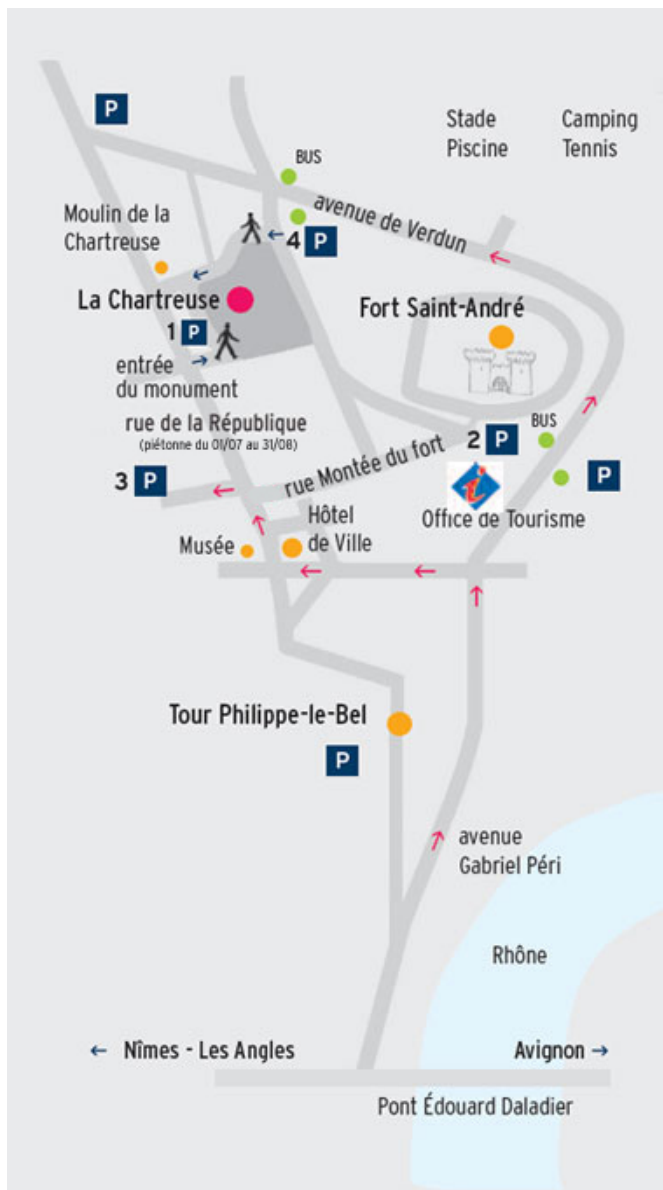 P
Stade
Piscine
Camping
Tennis
BUS
avenue de Verdun
Moulin de la
Chartreuse
4 P
La Chartreuse
Fort Saint-André
1 P
entrée
du monument
rue de la République
(piétonne du 01/07 au 31/08)
BUS
2 P
rue Montée du fort
3 P
P
i
Office de Tourisme
Hôtel
de Ville
Musée
Tour Philippe-le-Bel
P
avenue
Gabriel Péri
Rhône
← Nîmes - Les Angles
Avignon →
Pont Édouard Daladier